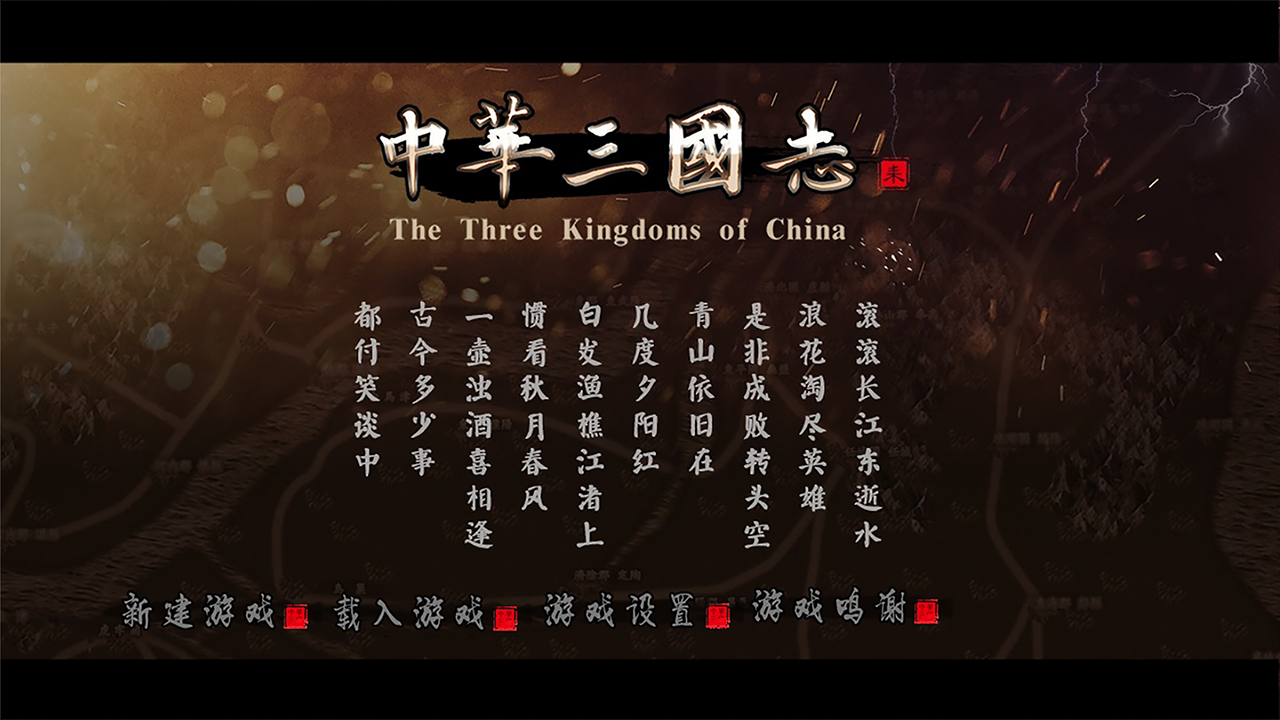 中華三國志
The Three Kingdoms of China
滚滚长江东逝水
浪花淘尽英雄
是非成败转头空
青山依旧在
几度夕阳红
白发渔樵江渚上
惯看秋月春风
一壶浊酒喜相逢
古今多少事
都付笑谈中
新建游戏
载入游戏
游戏设置
游戏鸣谢